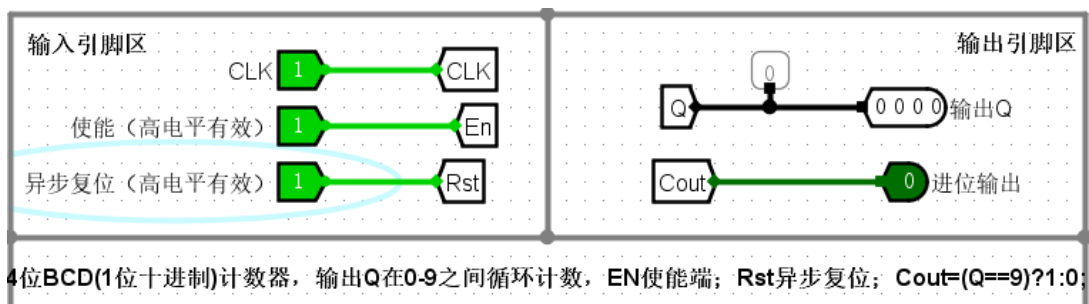 输入引脚区
CLK 1 CLK
使能（高电平有效） 1 En
异步复位（高电平有效） 1 Rst
输出引脚区
0
Q 0 0 0 0 输出Q
Cout 0 进位输出
4位BCD(1位十进制)计数器，输出Q在0-9之间循环计数，EN使能端；Rst异步复位；Cout=(Q==9)?1:0;